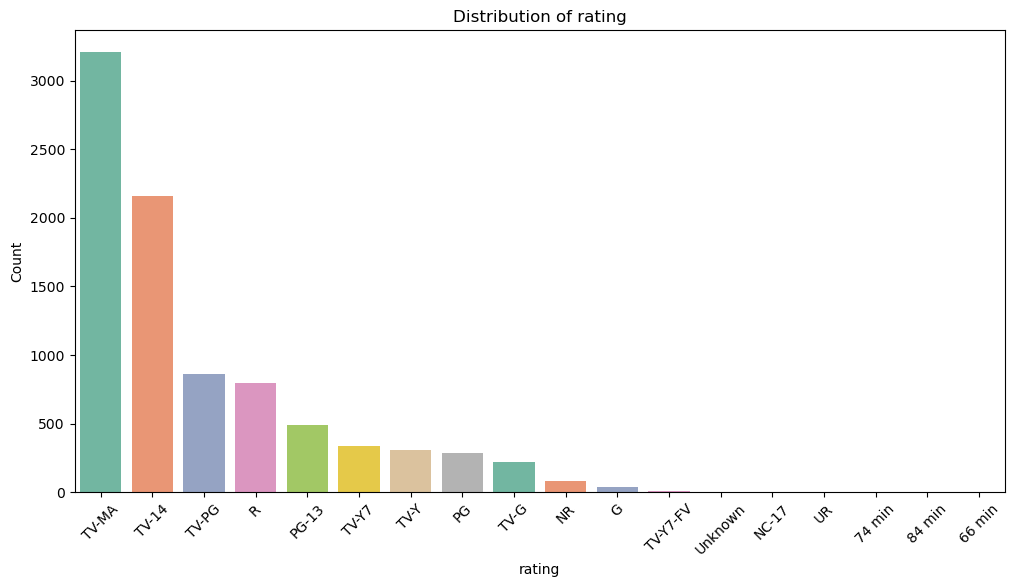 Distribution of rating
Count
3000
2500
2000
1500
1000
500
0
TV-MA
TV-14
TV-PG
R
PG-13
TV-Y7
TV-Y
PG
TV-G
NR
G
TV-Y7-FV
Unknown
NC-17
UR
74 min
84 min
66 min
rating